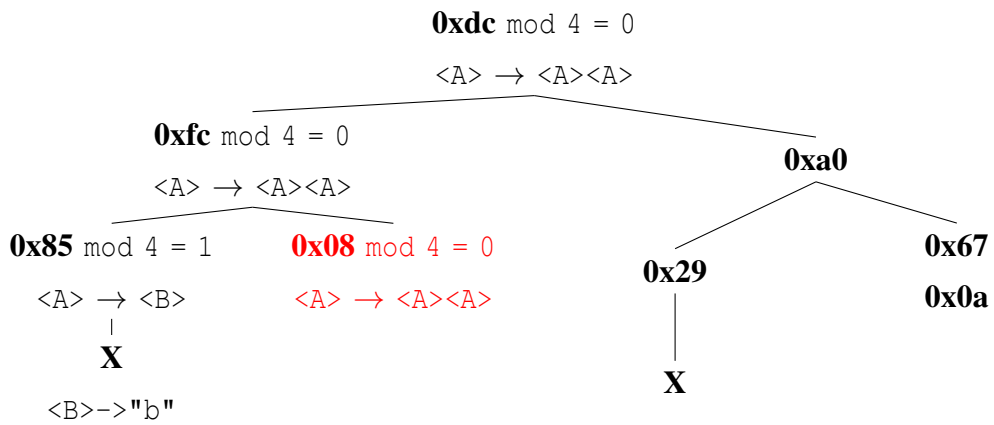 0xdc mod 4 = 0
<A> → <A><A>
0xfc mod 4 = 0
<A> → <A><A>
0xa0
0x85 mod 4 = 1
<A> → <B>
X
<B>->"b"
0x08 mod 4 = 0
<A> → <A><A>
0x29
X
0x67
0x0a